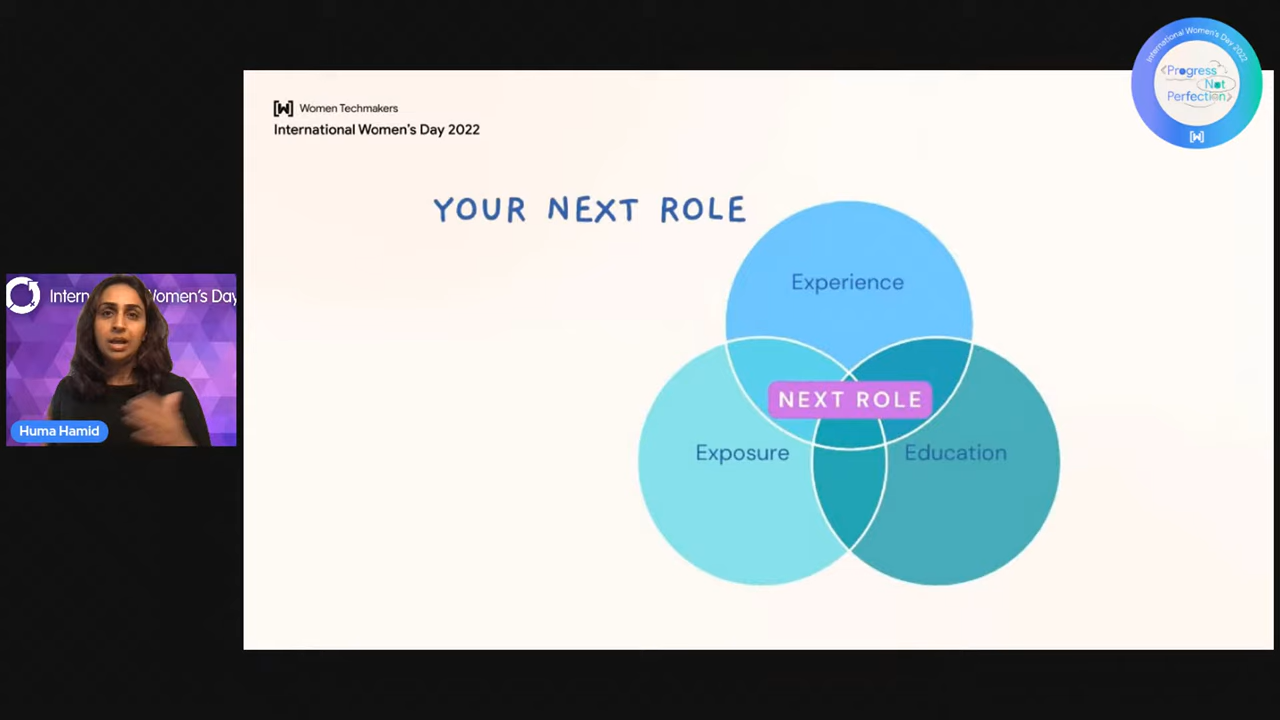 International Women's Day 2022
<Progress
Not
Perfection>
[W]
[W] Women Techmakers
International Women's Day 2022
YOUR NEXT ROLE
Experience
NEXT ROLE
Exposure
Education
Intern Women's Day
Huma Hamid